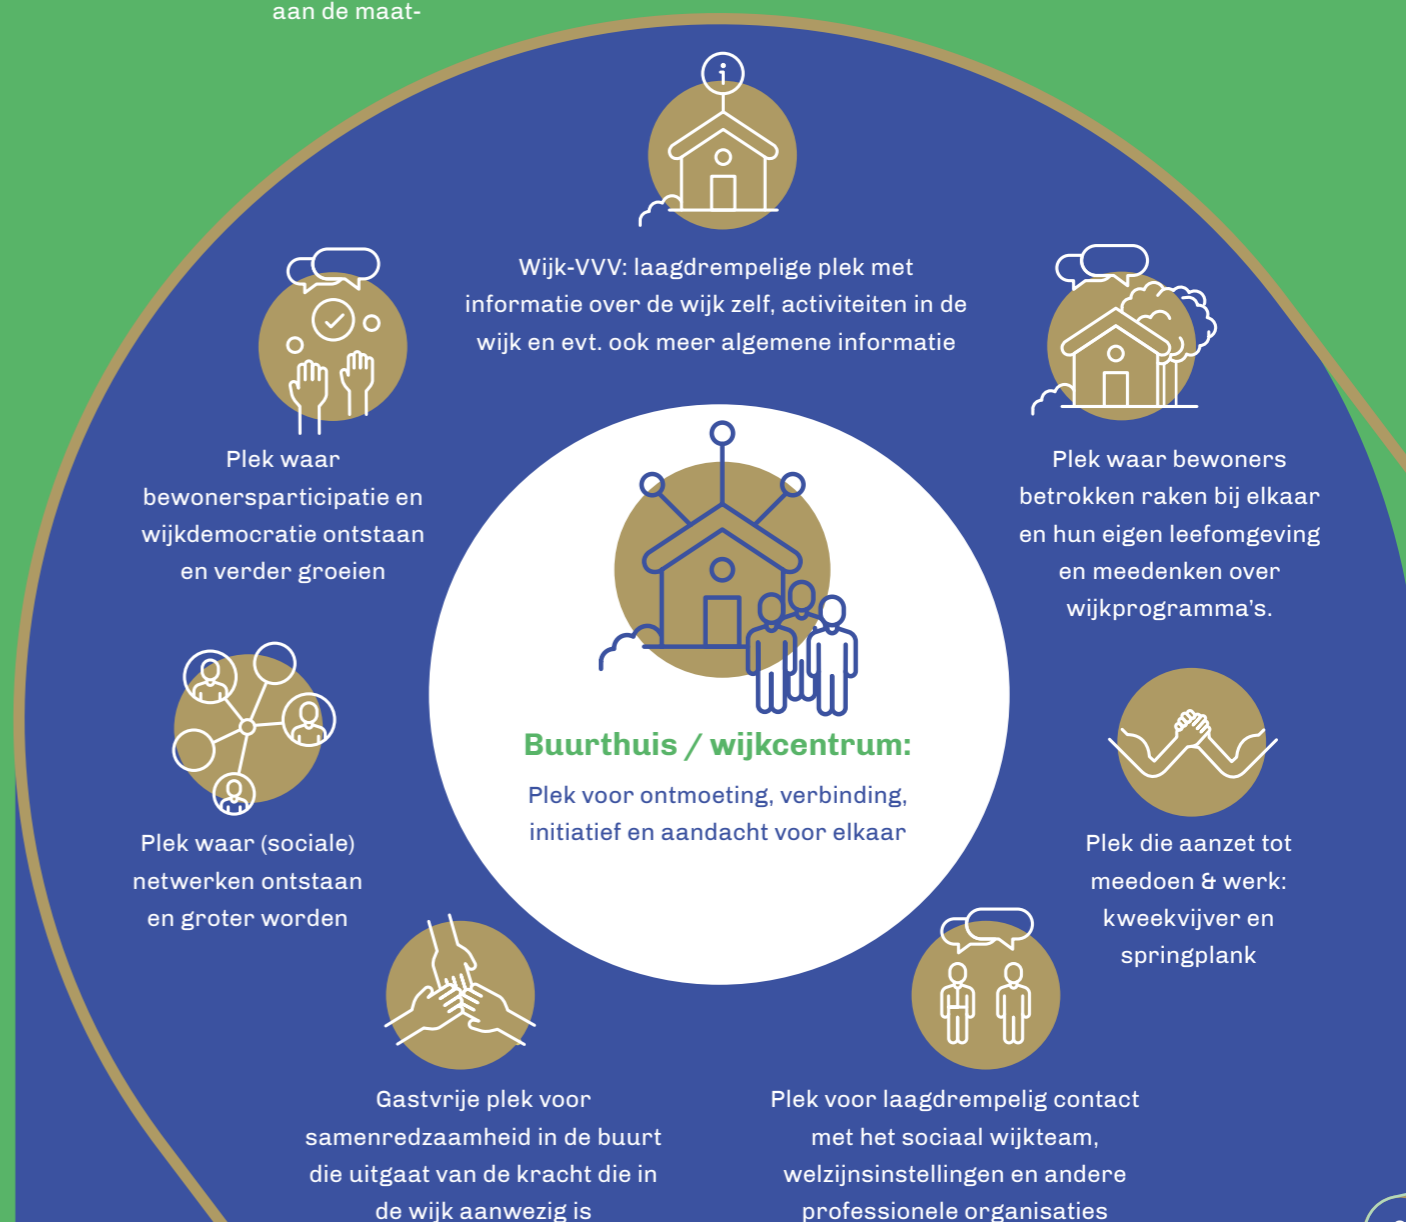 aan de maat-
Wijk-VVV: laagdrempelige plek met
informatie over de wijk zelf, activiteiten in de
wijk en evt. ook meer algemene informatie
Plek waar
bewonersparticipatie en
wijkdemocratie ontstaan
en verder groeien
Plek waar bewoners
betrokken raken bij elkaar
en hun eigen leefomgeving
en meedenken over
wijkprogramma's.
Buurthuis / wijkcentrum:
Plek voor ontmoeting, verbinding,
initiatief en aandacht voor elkaar
Plek waar (sociale)
netwerken ontstaan
en groter worden
Plek die aanzet tot
meedoen & werk:
kweekvijver en
springplank
Gastvrije plek voor
samenredzaamheid in de buurt
die uitgaat van de kracht die in
de wijk aanwezig is
Plek voor laagdrempelig contact
met het sociaal wijkteam,
welzijnsinstellingen en andere
professionele organisaties